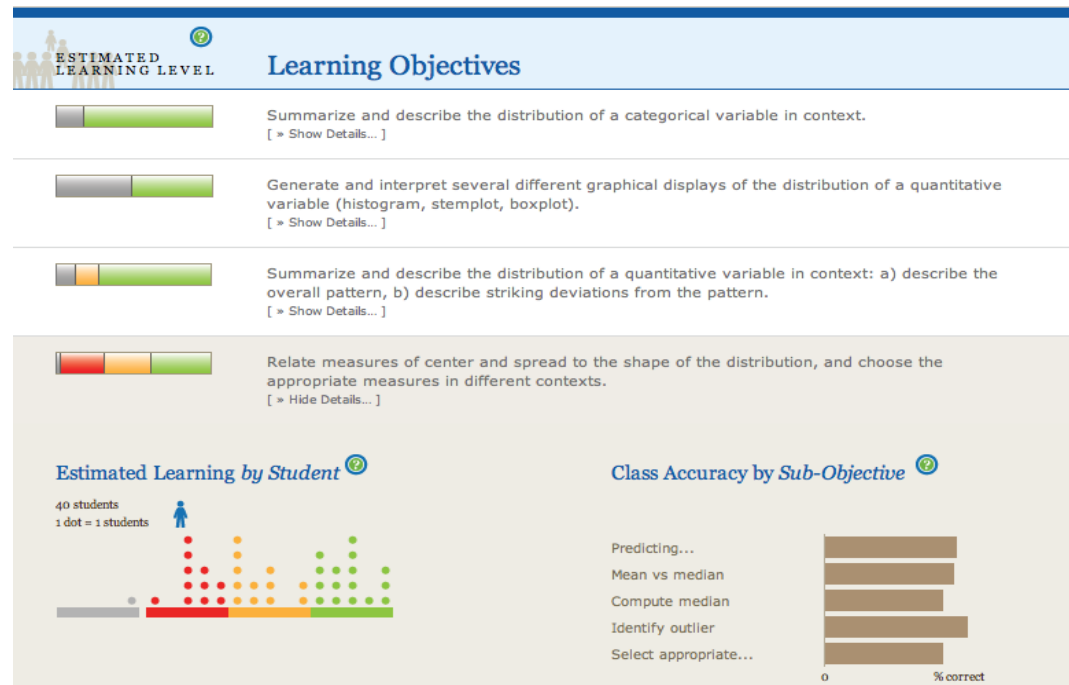 ?
ESTIMATED
LEARNING LEVEL
Learning Objectives
Summarize and describe the distribution of a categorical variable in context.
[ » Show Details... ]
Generate and interpret several different graphical displays of the distribution of a quantitative
variable (histogram, stemplot, boxplot).
[ » Show Details... ]
Summarize and describe the distribution of a quantitative variable in context: a) describe the
overall pattern, b) describe striking deviations from the pattern.
[ » Show Details... ]
Relate measures of center and spread to the shape of the distribution, and choose the
appropriate measures in different contexts.
[ » Hide Details... ]
Estimated Learning by Student ?
40 students
1 dot = 1 students
Class Accuracy by Sub-Objective ?
Predicting...
Mean vs median
Compute median
Identify outlier
Select appropriate...
0 % correct